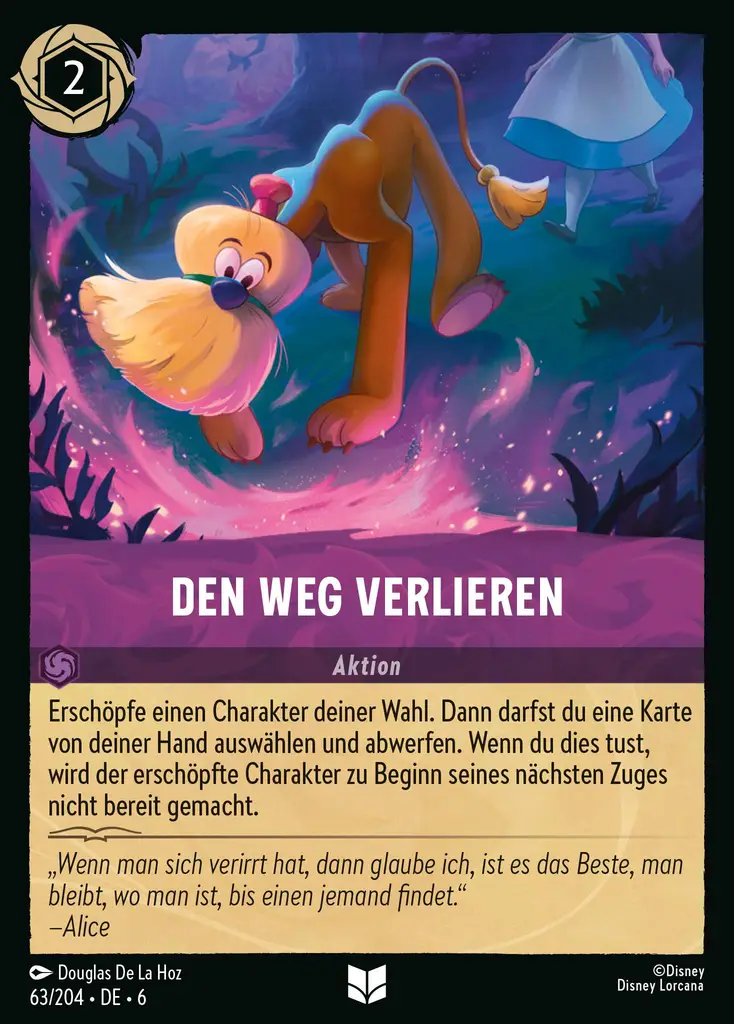 2
DEN WEG VERLIEREN
Aktion
Erschöpfe einen Charakter deiner Wahl. Dann darfst du eine Karte
von deiner Hand auswählen und abwerfen. Wenn du dies tust,
wird der erschöpfte Charakter zu Beginn seines nächsten Zuges
nicht bereit gemacht.
„Wenn man sich verirrt hat, dann glaube ich, ist es das Beste, man
bleibt, wo man ist, bis einen jemand findet.“
–Alice
Douglas De La Hoz
©Disney
63/204 • DE • 6
Disney Lorcana